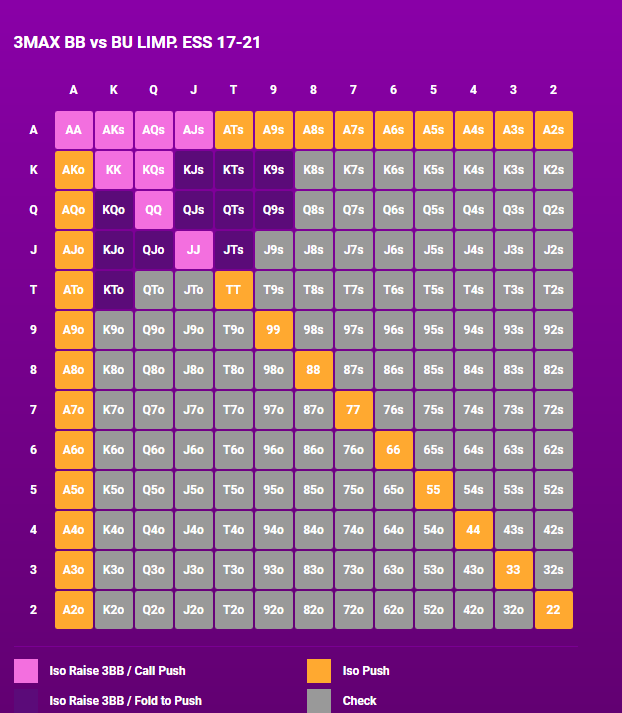 3MAX BB vs BU LIMP. ESS 17-21
A K Q J T 9 8 7 6 5 4 3 2
A AA AKs AQs AJs ATs A9s A8s A7s A6s A5s A4s A3s A2s
K AKo KK KQs KJs KTs K9s K8s K7s K6s K5s K4s K3s K2s
Q AQo KQo QQ QJs QTs Q9s Q8s Q7s Q6s Q5s Q4s Q3s Q2s
J AJo KJo QJo JJ JTs J9s J8s J7s J6s J5s J4s J3s J2s
T ATo KTo QTo JTo TT T9s T8s T7s T6s T5s T4s T3s T2s
9 A9o K9o Q9o J9o T9o 99 98s 97s 96s 95s 94s 93s 92s
8 A8o K8o Q8o J8o T8o 98o 88 87s 86s 85s 84s 83s 82s
7 A7o K7o Q7o J7o T7o 97o 87o 77 76s 75s 74s 73s 72s
6 A6o K6o Q6o J6o T6o 96o 86o 76o 66 65s 64s 63s 62s
5 A5o K5o Q5o J5o T5o 95o 85o 75o 65o 55 54s 53s 52s
4 A4o K4o Q4o J4o T4o 94o 84o 74o 64o 54o 44 43s 42s
3 A3o K3o Q3o J3o T3o 93o 83o 73o 63o 53o 43o 33 32s
2 A2o K2o Q2o J2o T2o 92o 82o 72o 62o 52o 42o 32o 22
Iso Raise 3BB / Call Push Iso Push
Iso Raise 3BB / Fold to Push Check